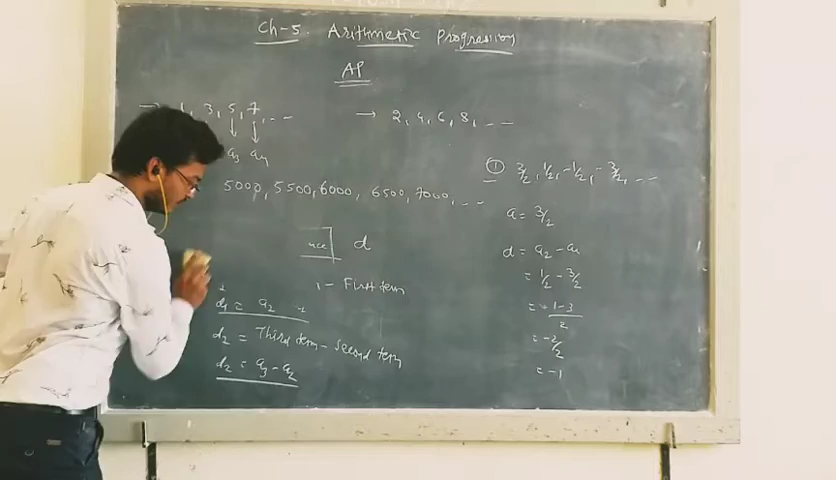 Ch-5. Arithmetic Progression
AP
→ 1, 3, 5, 7, ...
→ 2, 4, 6, 8, ...
a3 a4
5000, 5500, 6000, 6500, 7000, ...
nce d
- First term
d1 = a2
d2 = Third term - Second term
d2 = a3 - a2
① 3/2, 1/2, -1/2, -3/2, ...
a = 3/2
d = a2 - a1
= 1/2 - 3/2
= +1-3/2
= -2/2
= -1